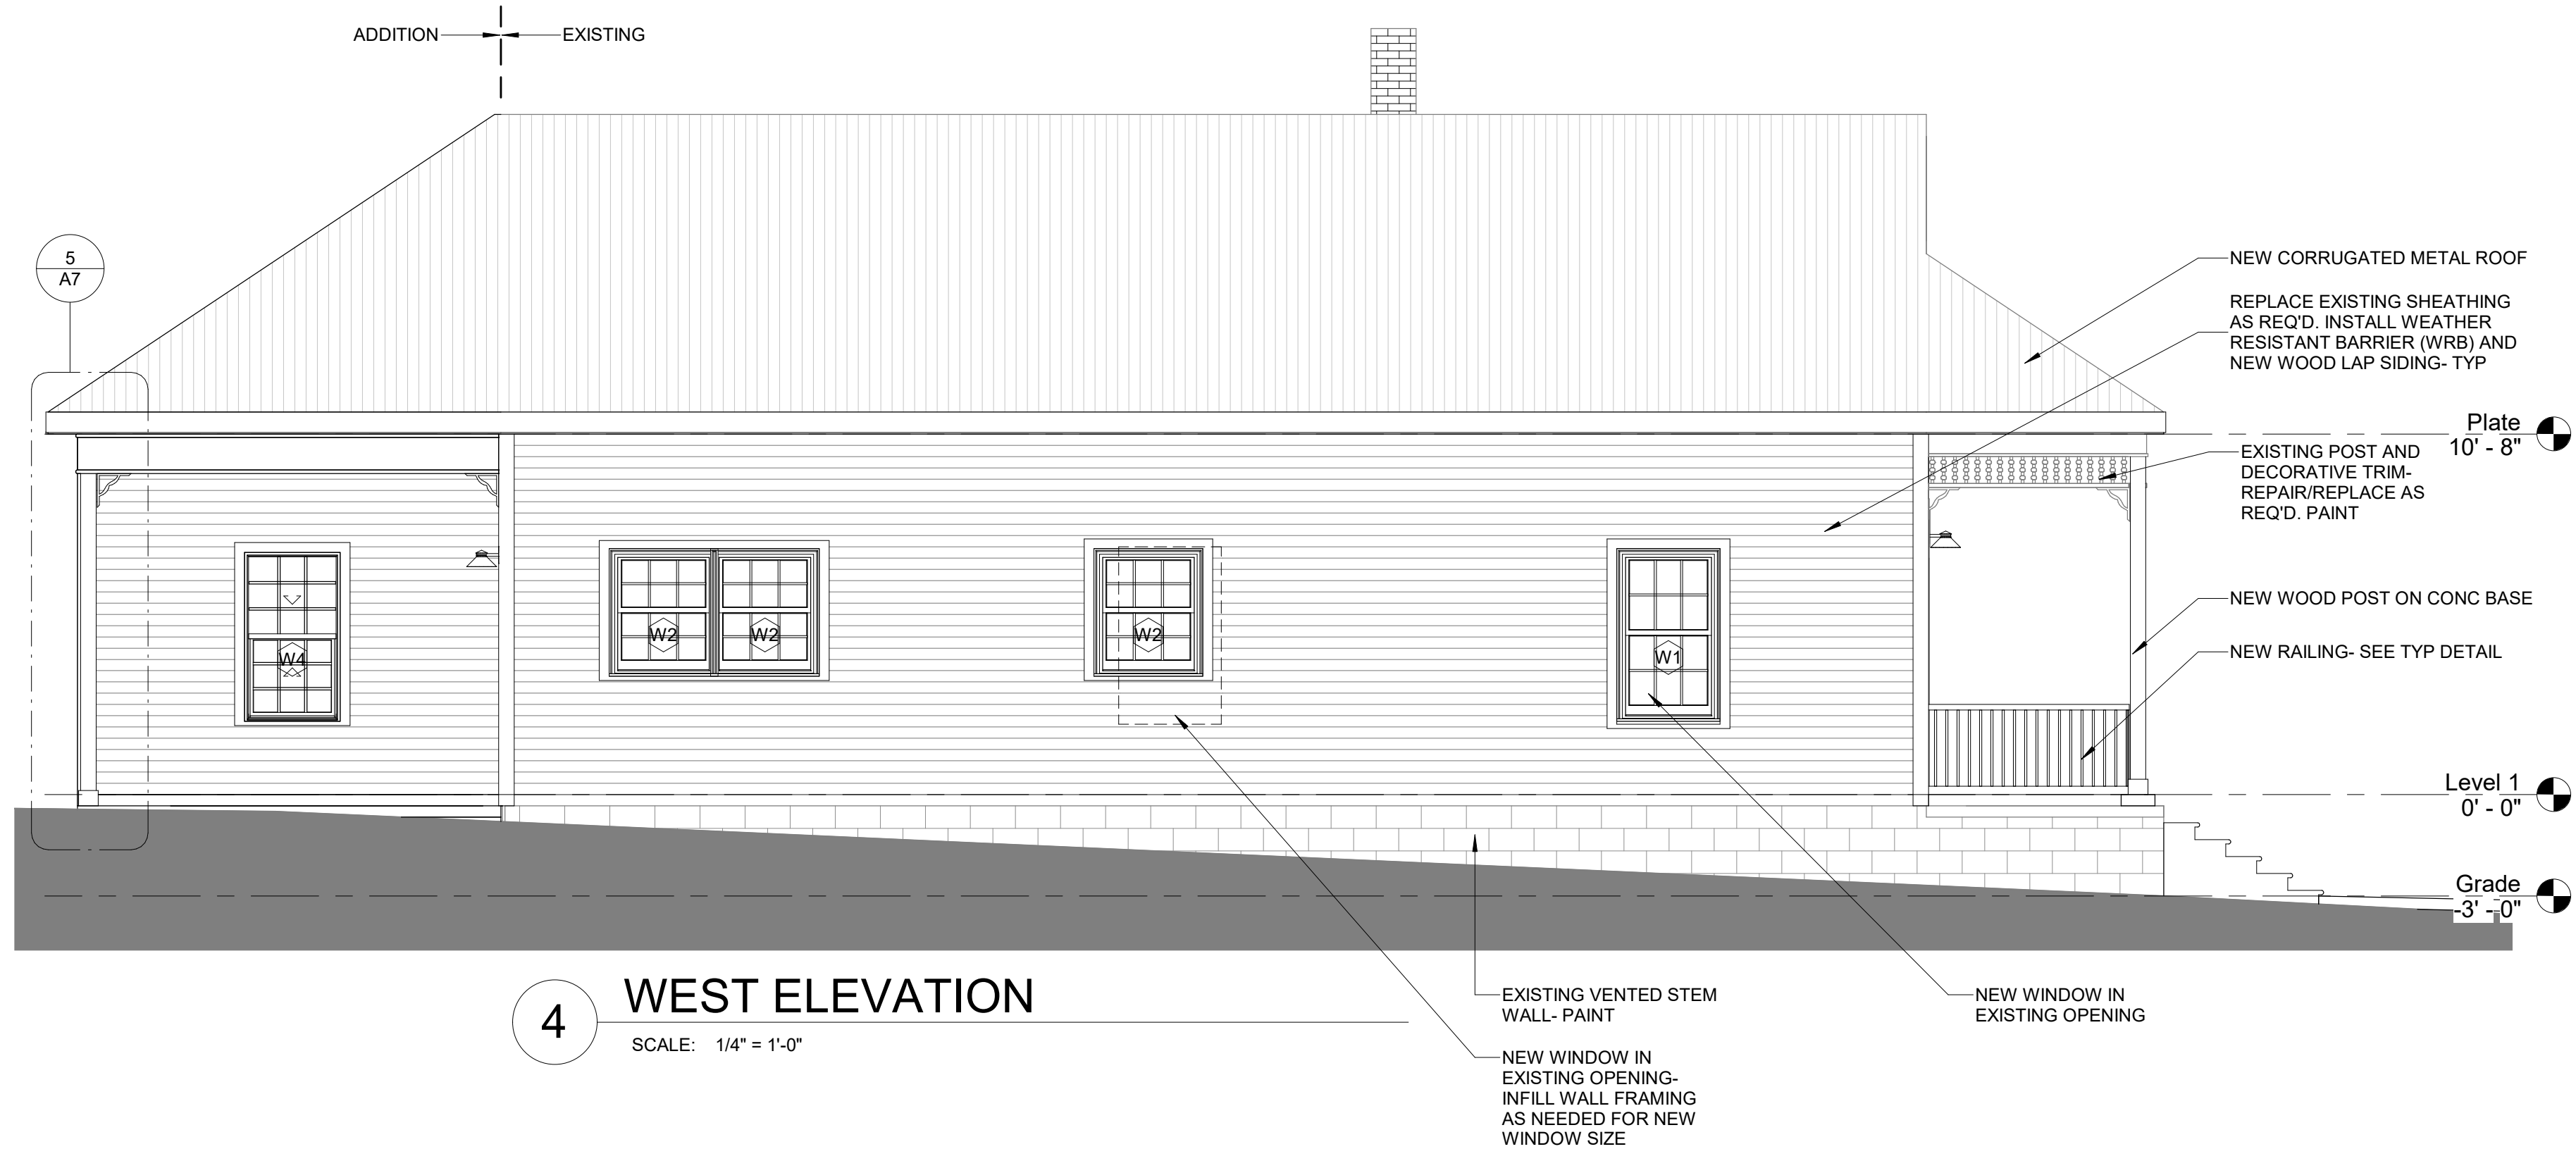 ADDITION
EXISTING
5
A7
NEW CORRUGATED METAL ROOF
REPLACE EXISTING SHEATHING
AS REQ'D. INSTALL WEATHER
RESISTANT BARRIER (WRB) AND
NEW WOOD LAP SIDING- TYP
Plate
10' - 8"
EXISTING POST AND
DECORATIVE TRIM-
REPAIR/REPLACE AS
REQ'D. PAINT
NEW WOOD POST ON CONC BASE
NEW RAILING- SEE TYP DETAIL
W4
W2
W2
W2
W1
Level 1
0' - 0"
Grade
-3' - 0"
4
WEST ELEVATION
SCALE: 1/4" = 1'-0"
EXISTING VENTED STEM
WALL- PAINT
NEW WINDOW IN
EXISTING OPENING-
INFILL WALL FRAMING
AS NEEDED FOR NEW
WINDOW SIZE
NEW WINDOW IN
EXISTING OPENING